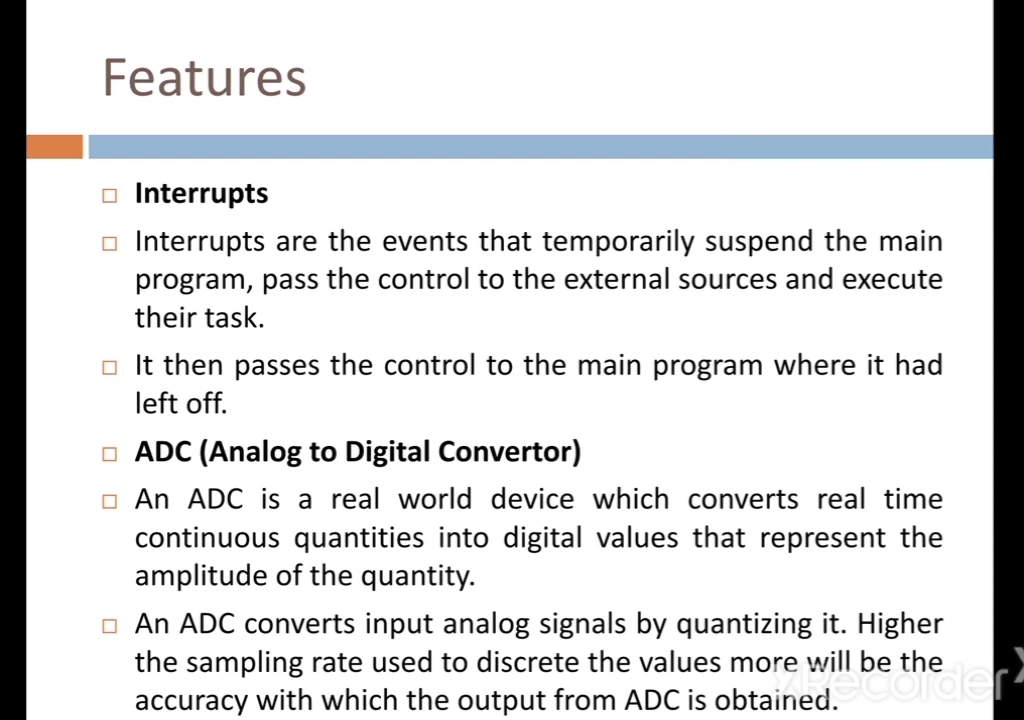 Features
Interrupts
Interrupts are the events that temporarily suspend the main
program, pass the control to the external sources and execute
their task.
It then passes the control to the main program where it had
left off.
ADC (Analog to Digital Convertor)
An ADC is a real world device which converts real time
continuous quantities into digital values that represent the
amplitude of the quantity.
An ADC converts input analog signals by quantizing it. Higher
the sampling rate used to discrete the values more will be the
accuracy with which the output from ADC is obtained.
XRecorder